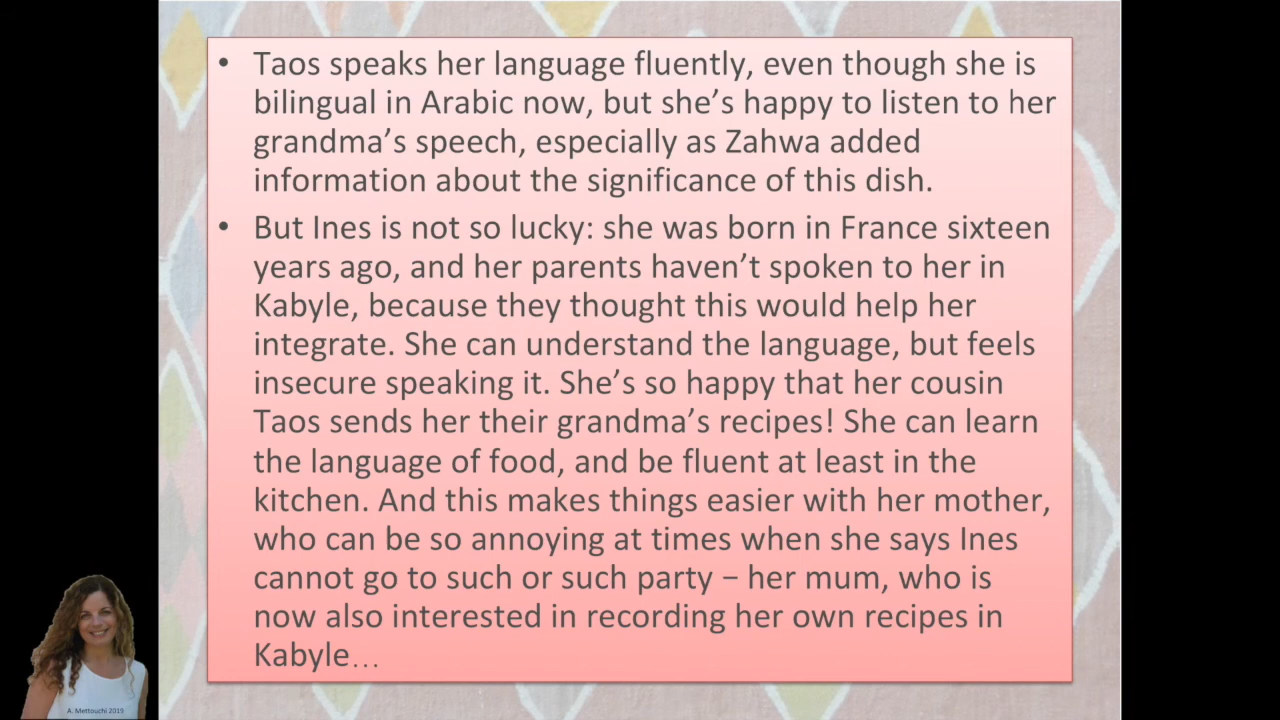 • Taos speaks her language fluently, even though she is
bilingual in Arabic now, but she’s happy to listen to her
grandma’s speech, especially as Zahwa added
information about the significance of this dish.
• But Ines is not so lucky: she was born in France sixteen
years ago, and her parents haven’t spoken to her in
Kabyle, because they thought this would help her
integrate. She can understand the language, but feels
insecure speaking it. She’s so happy that her cousin
Taos sends her their grandma’s recipes! She can learn
the language of food, and be fluent at least in the
kitchen. And this makes things easier with her mother,
who can be so annoying at times when she says Ines
cannot go to such or such party – her mum, who is
now also interested in recording her own recipes in
Kabyle…
A. Mettouchi 2019